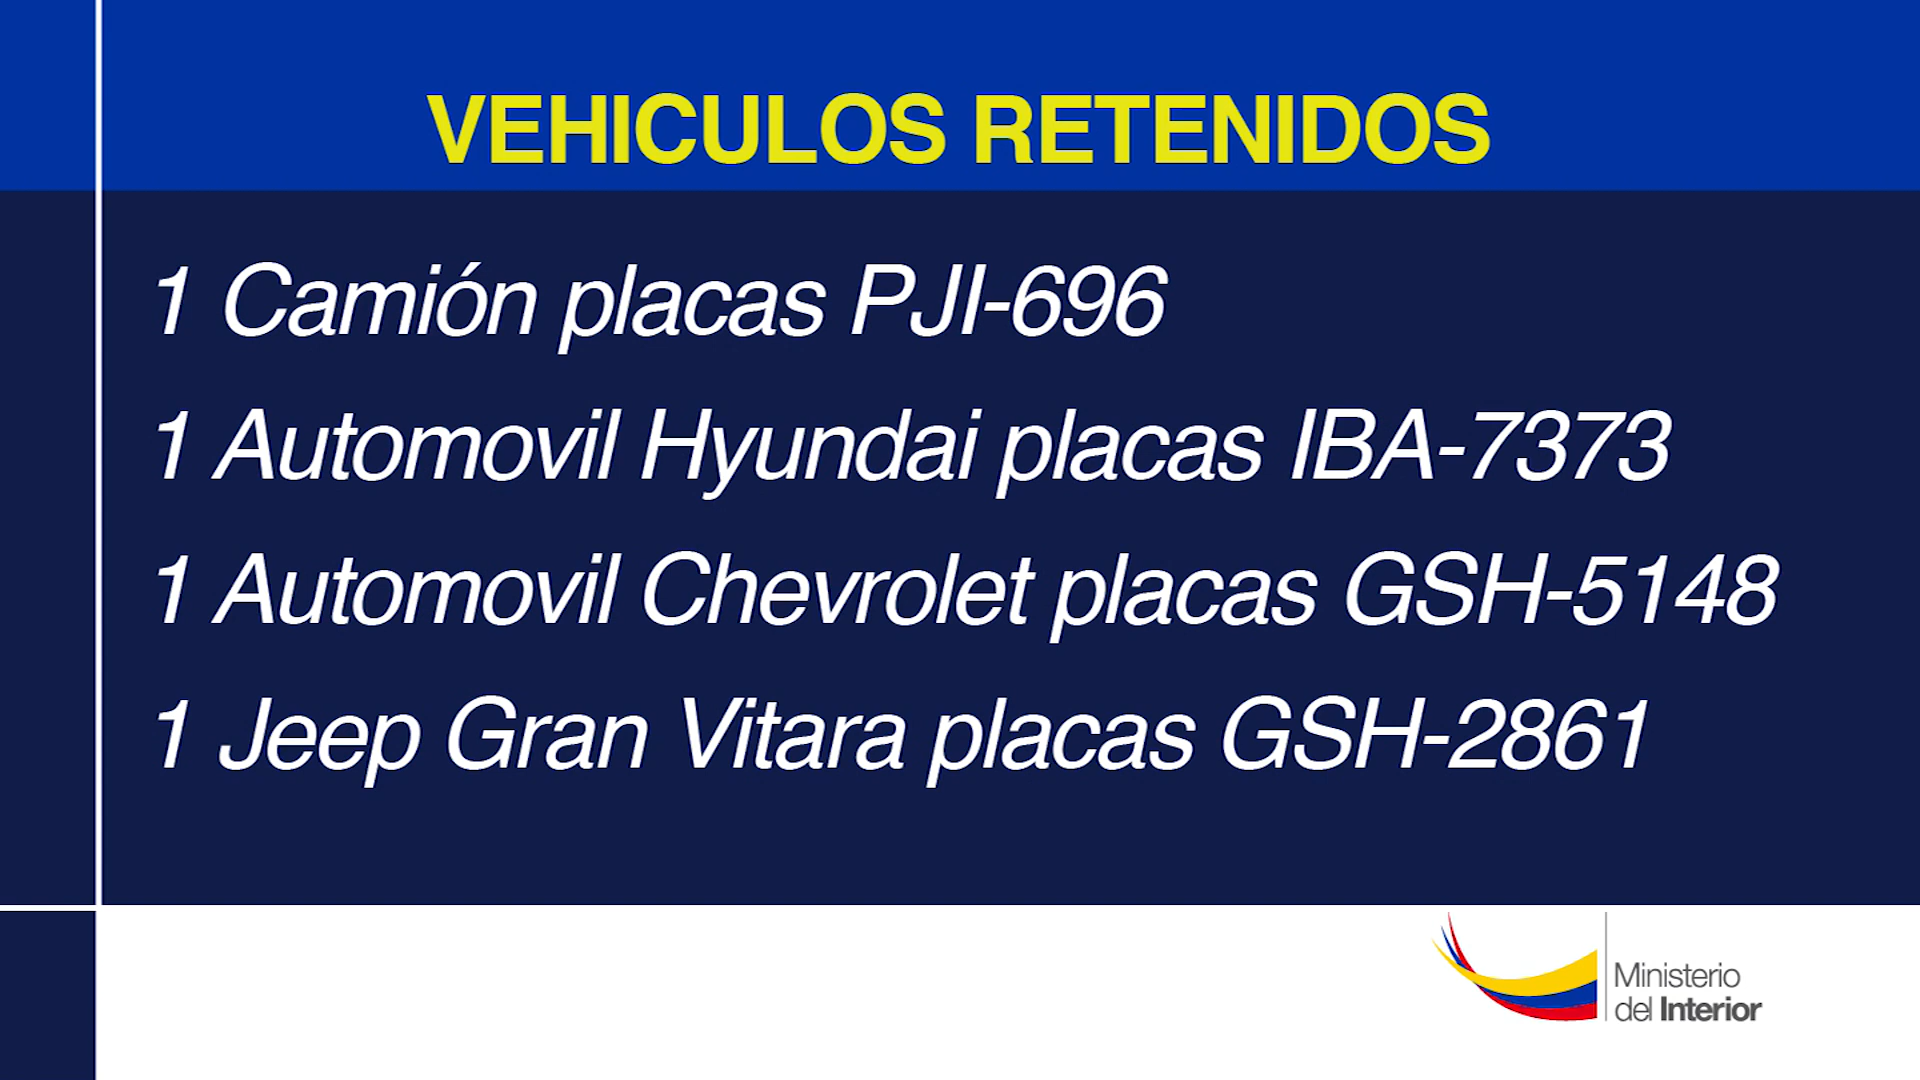 VEHICULOS RETENIDOS
1 Camión placas PJI-696
1 Automovil Hyundai placas IBA-7373
1 Automovil Chevrolet placas GSH-5148
1 Jeep Gran Vitara placas GSH-2861
Ministerio
del Interior